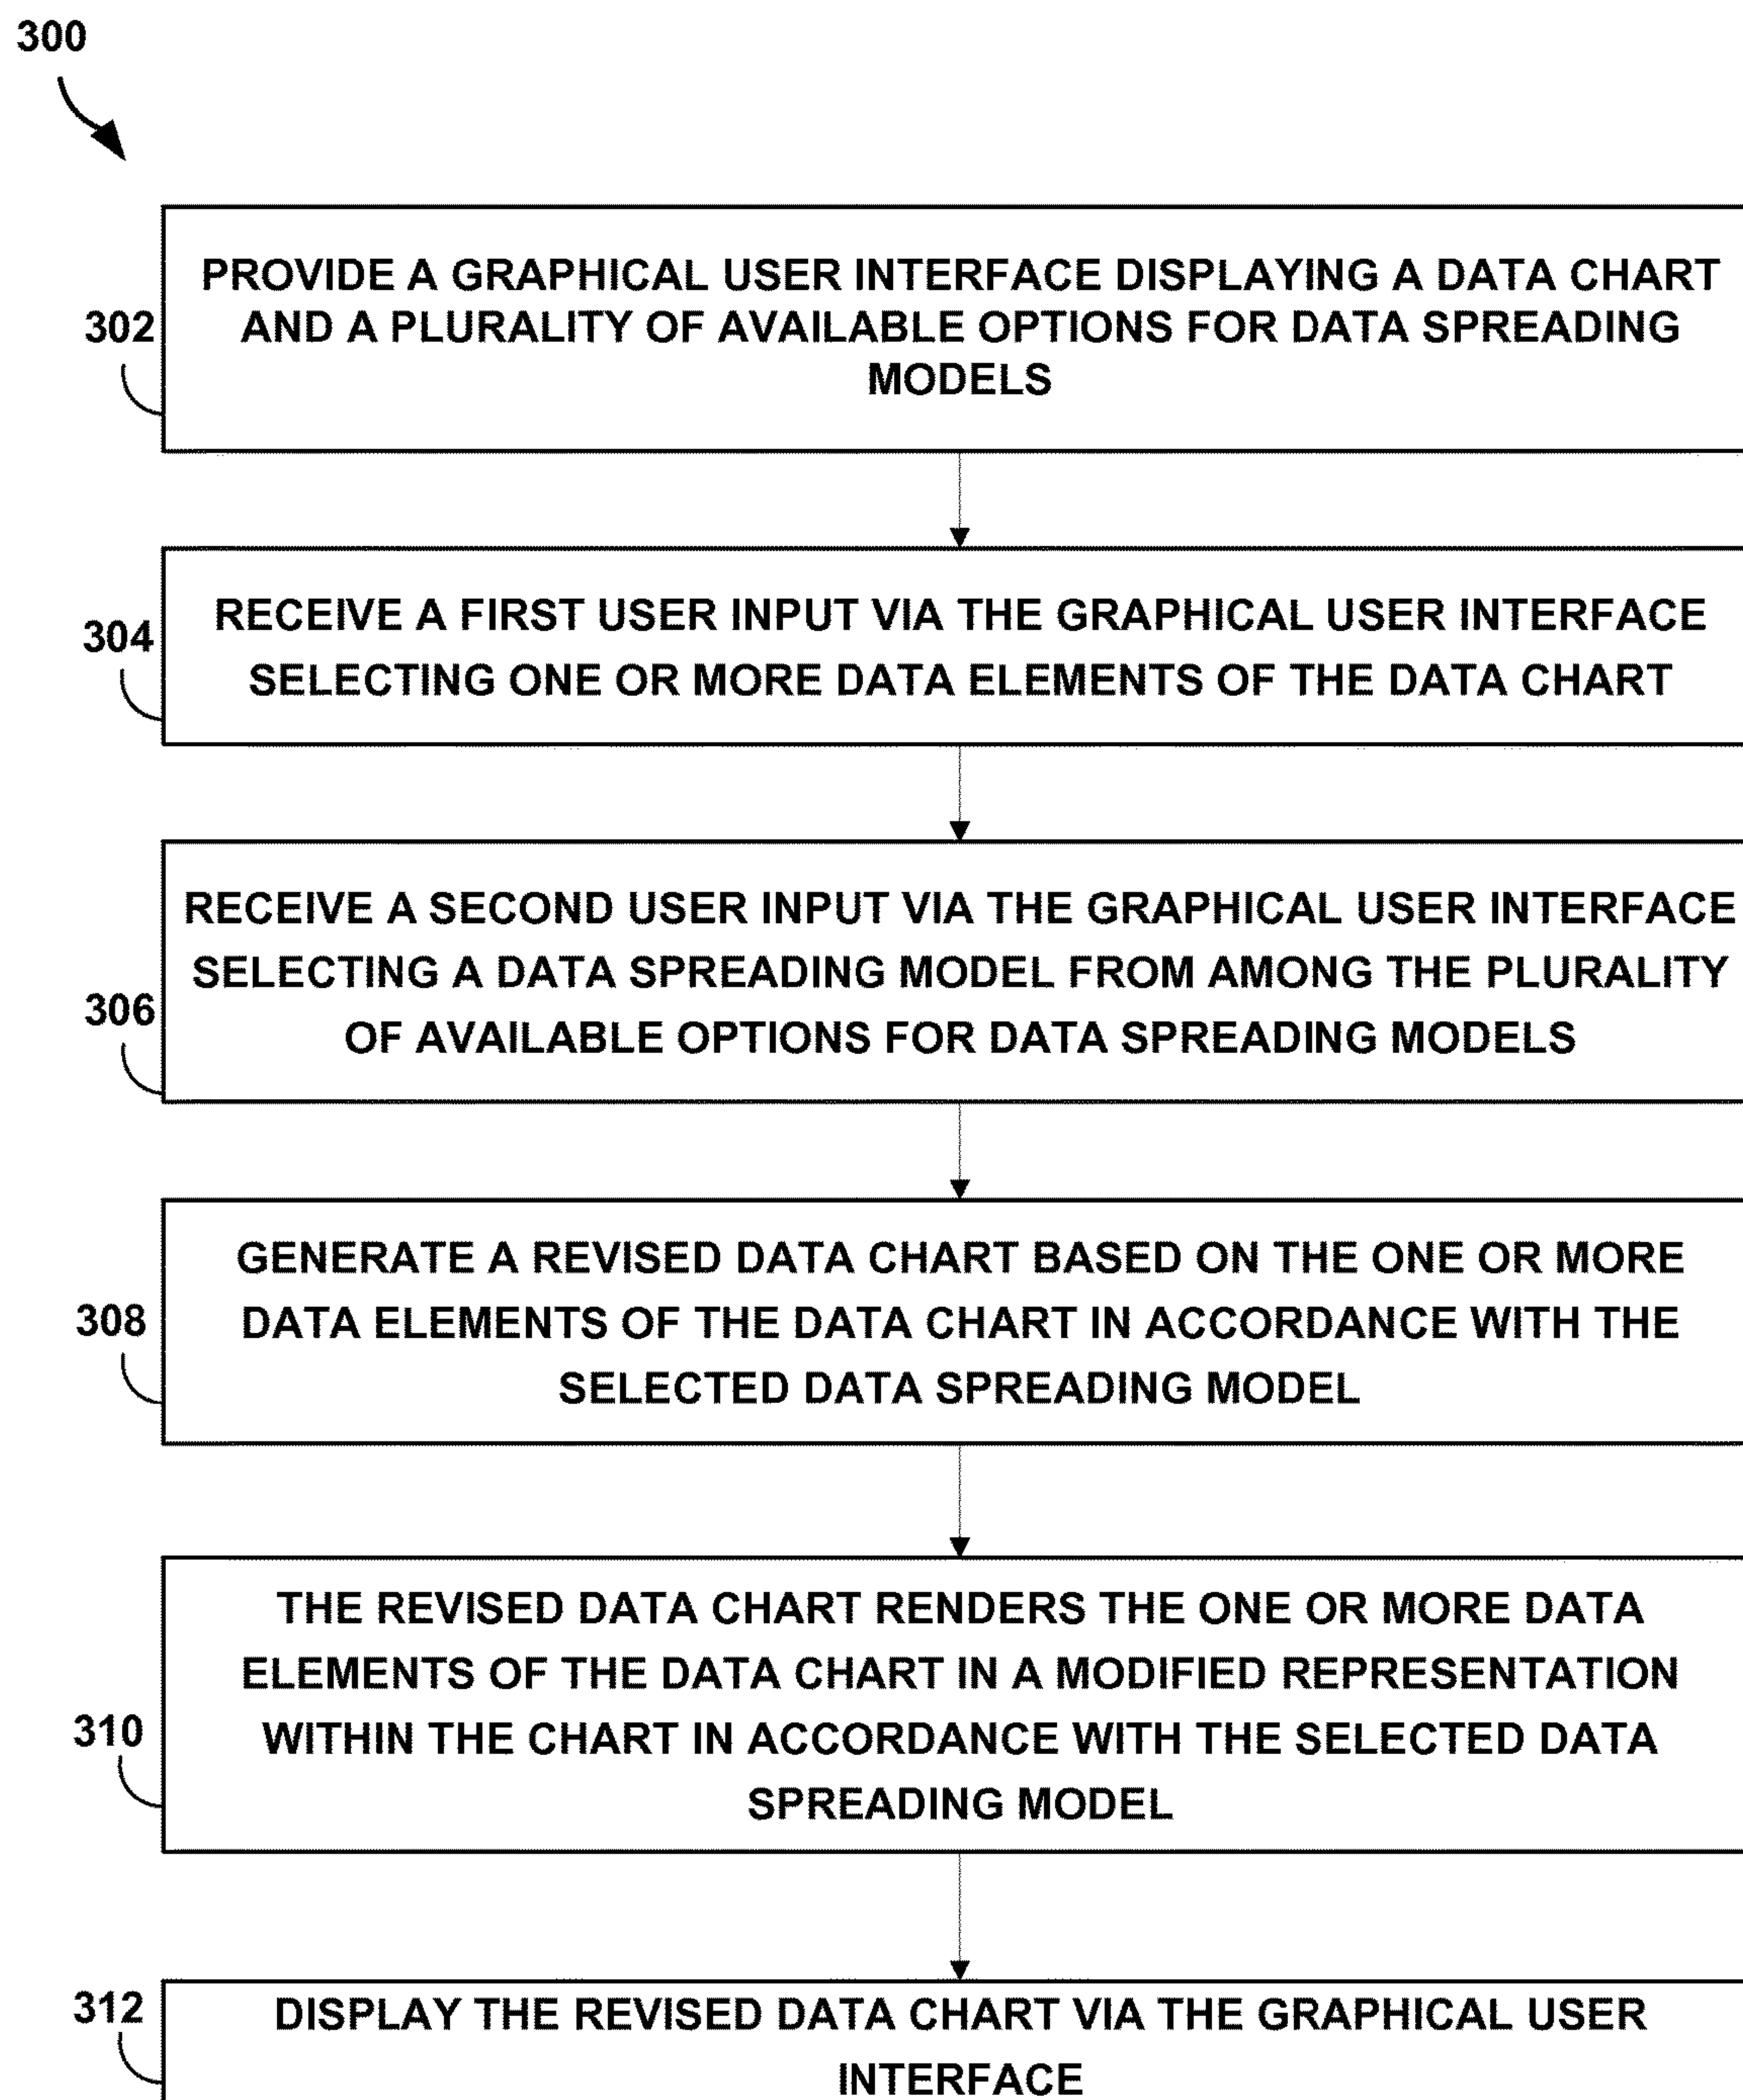 300
302
PROVIDE A GRAPHICAL USER INTERFACE DISPLAYING A DATA CHART
AND A PLURALITY OF AVAILABLE OPTIONS FOR DATA SPREADING
MODELS
304
RECEIVE A FIRST USER INPUT VIA THE GRAPHICAL USER INTERFACE
SELECTING ONE OR MORE DATA ELEMENTS OF THE DATA CHART
306
RECEIVE A SECOND USER INPUT VIA THE GRAPHICAL USER INTERFACE
SELECTING A DATA SPREADING MODEL FROM AMONG THE PLURALITY
OF AVAILABLE OPTIONS FOR DATA SPREADING MODELS
308
GENERATE A REVISED DATA CHART BASED ON THE ONE OR MORE
DATA ELEMENTS OF THE DATA CHART IN ACCORDANCE WITH THE
SELECTED DATA SPREADING MODEL
310
THE REVISED DATA CHART RENDERS THE ONE OR MORE DATA
ELEMENTS OF THE DATA CHART IN A MODIFIED REPRESENTATION
WITHIN THE CHART IN ACCORDANCE WITH THE SELECTED DATA
SPREADING MODEL
312
DISPLAY THE REVISED DATA CHART VIA THE GRAPHICAL USER
INTERFACE